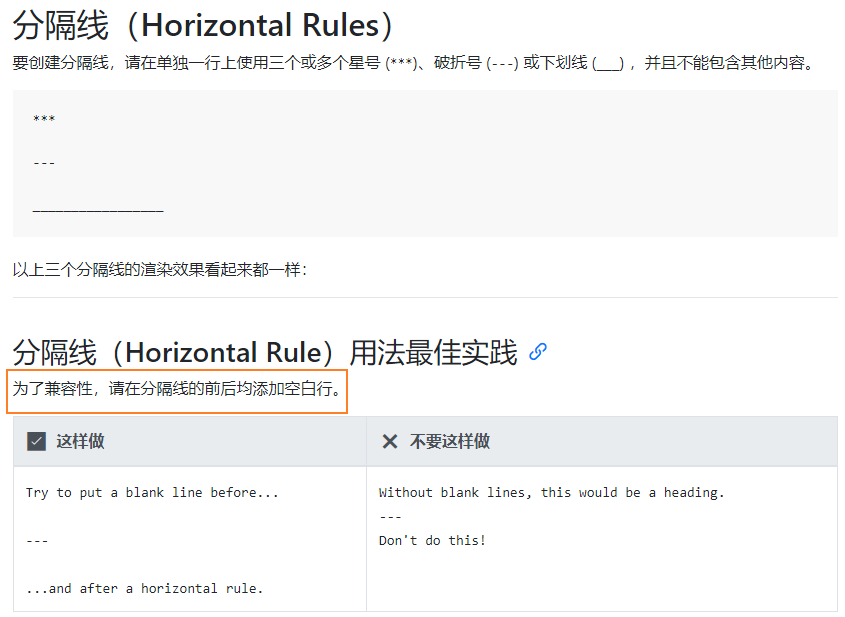 分隔线（Horizontal Rules）
要创建分隔线，请在单独一行上使用三个或多个星号 (***)、破折号 (---) 或下划线 (___) ，并且不能包含其他内容。
***
---
_________________
以上三个分隔线的渲染效果看起来都一样：
分隔线（Horizontal Rule）用法最佳实践
为了兼容性，请在分隔线的前后均添加空白行。
这样做
不要这样做
Try to put a blank line before...
---
...and after a horizontal rule.
Without blank lines, this would be a heading.
---
Don't do this!